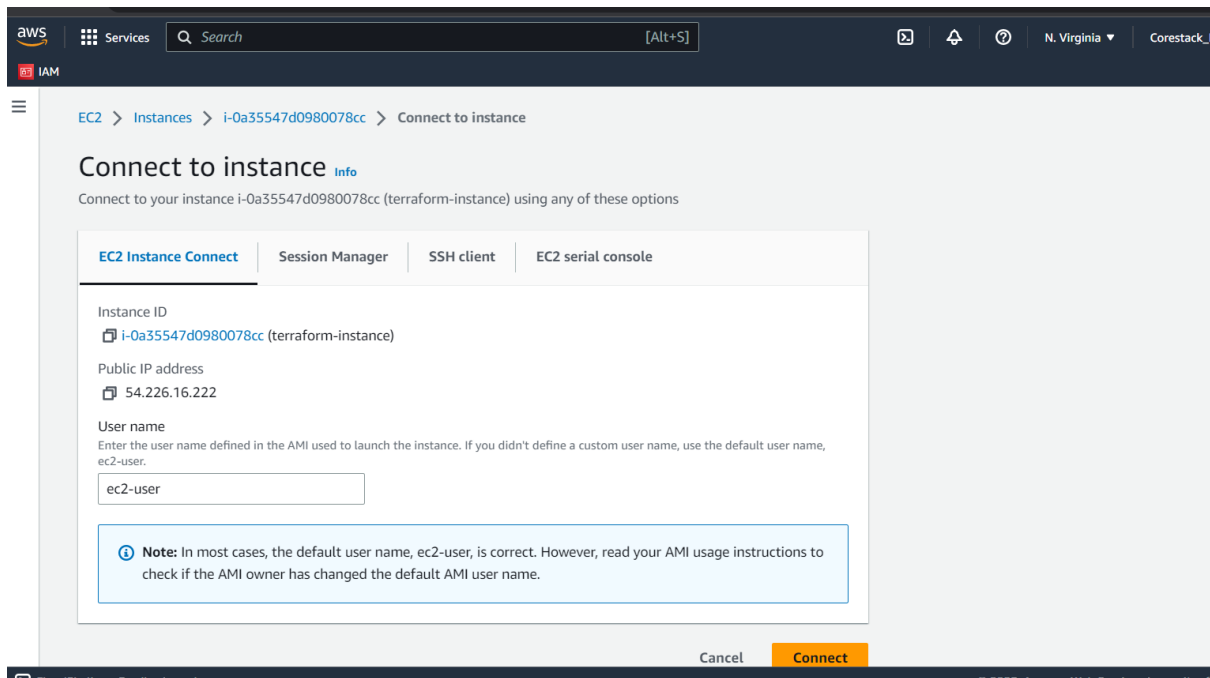 aws
Services
Search
[Alt+S]
N. Virginia
Corestack_
IAM
EC2 > Instances > i-0a35547d0980078cc > Connect to instance
Connect to instance Info
Connect to your instance i-0a35547d0980078cc (terraform-instance) using any of these options
EC2 Instance Connect
Session Manager
SSH client
EC2 serial console
Instance ID
i-0a35547d0980078cc (terraform-instance)
Public IP address
54.226.16.222
User name
Enter the user name defined in the AMI used to launch the instance. If you didn't define a custom user name, use the default user name,
ec2-user.
ec2-user
Note: In most cases, the default user name, ec2-user, is correct. However, read your AMI usage instructions to
check if the AMI owner has changed the default AMI user name.
Cancel
Connect